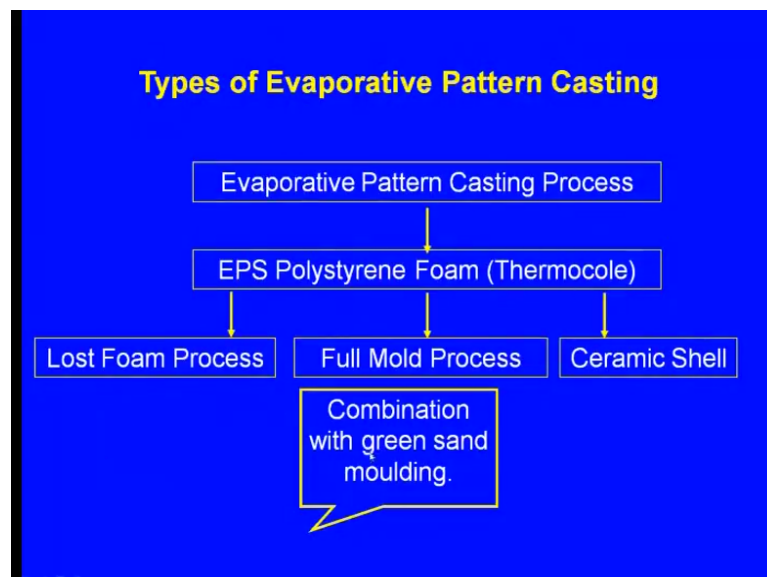 Types of Evaporative Pattern Casting
Evaporative Pattern Casting Process
EPS Polystyrene Foam (Thermocole)
Lost Foam Process
Full Mold Process
Ceramic Shell
Combination
with green sand
moulding.